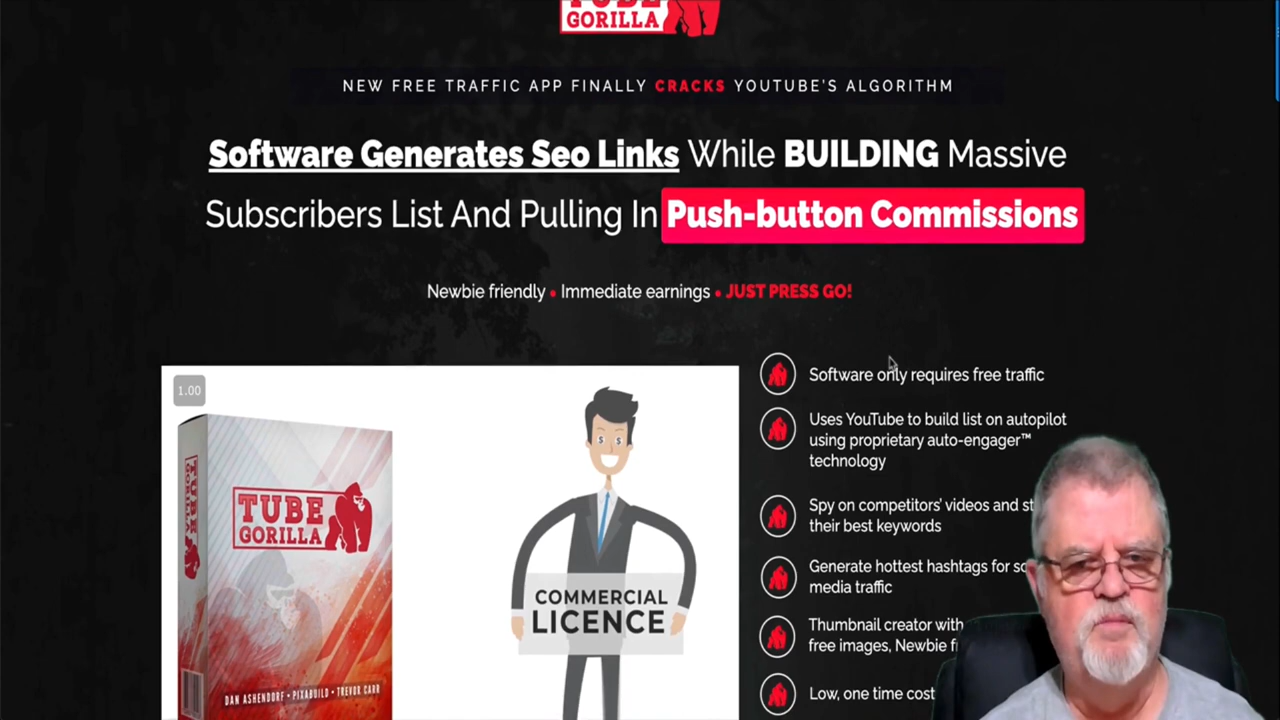 TUBE
GORILLA
NEW FREE TRAFFIC APP FINALLY CRACKS YOUTUBE'S ALGORITHM
Software Generates Seo Links While BUILDING Massive
Subscribers List And Pulling In Push-button Commissions
Newbie friendly • Immediate earnings • JUST PRESS GO!
1.00
TUBE
GORILLA
TUBE
GORILLA
DAN ASHENDORF • PIXABUILD • TREVOR CARR
COMMERCIAL
LICENCE
Software only requires free traffic
Uses YouTube to build list on autopilot
using proprietary auto-engager™
technology
Spy on competitors' videos and st
their best keywords
Generate hottest hashtags for so
media traffic
Thumbnail creator with
free images, Newbie f
Low, one time cost